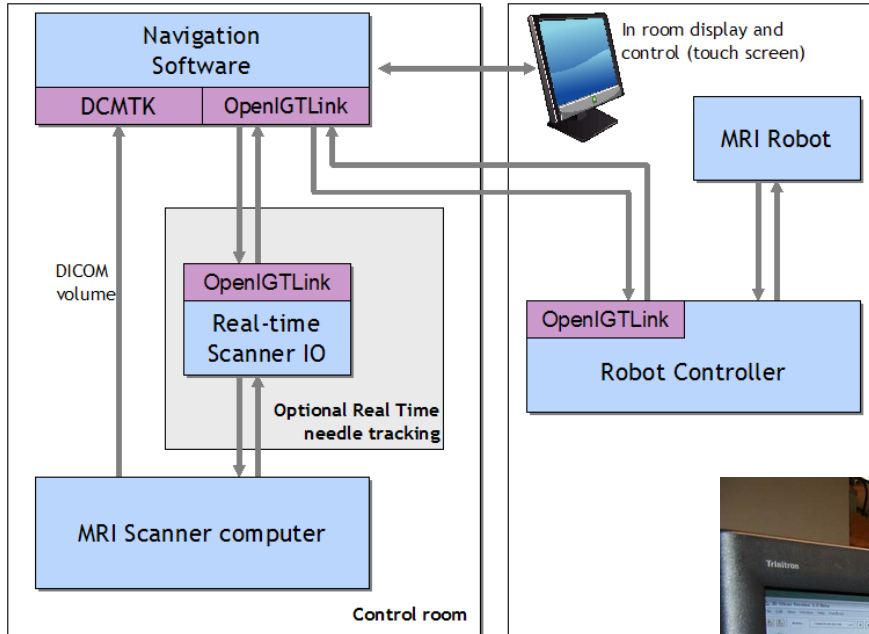 Navigation
Software
DCMTK
OpenIGTLink
In room display and
control (touch screen)
MRI Robot
DICOM
volume
OpenIGTLink
Real-time
Scanner IO
Optional Real Time
needle tracking
OpenIGTLink
Robot Controller
MRI Scanner computer
Control room
Trinitron